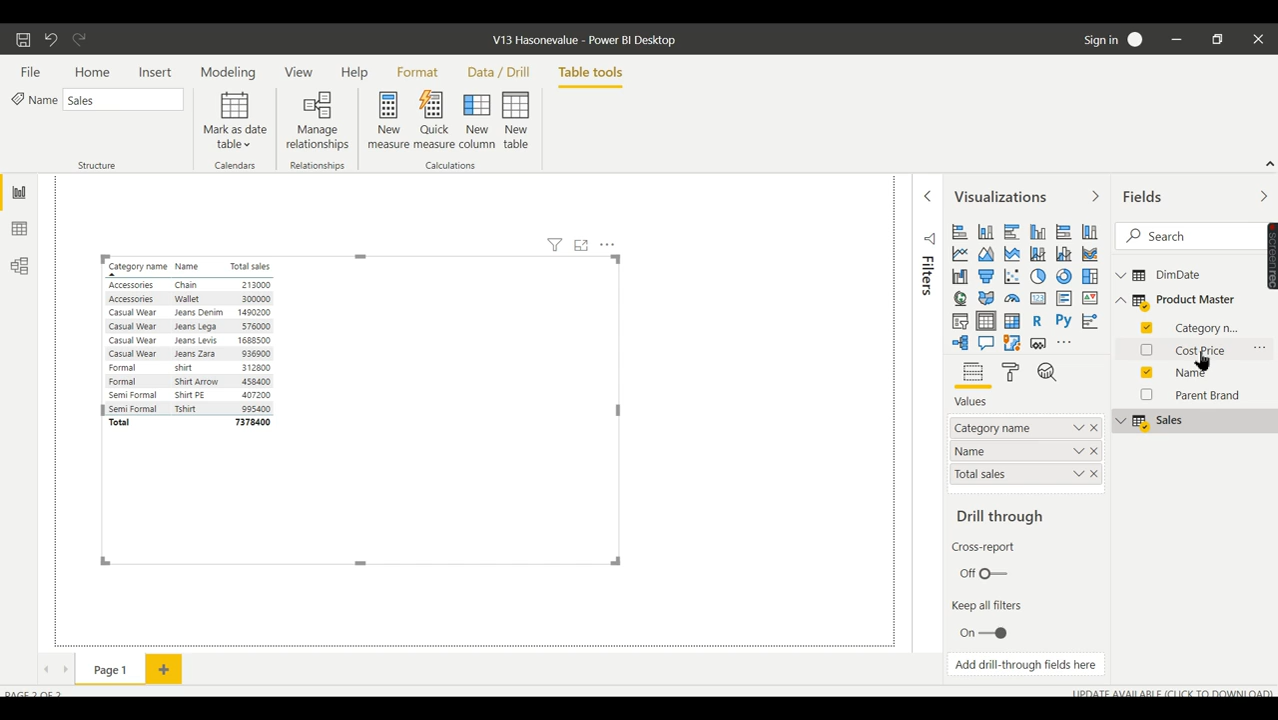 V13 Hasonevalue - Power BI Desktop
Sign in
File Home Insert Modeling View Help Format Data / Drill Table tools
Name Sales
Mark as date table
Manage relationships
New measure
Quick measure
New column
New table
Structure Calendars Relationships Calculations
Category name Name Total sales
Accessories Chain 213000
Accessories Wallet 300000
Casual Wear Jeans Denim 1490200
Casual Wear Jeans Lega 576000
Casual Wear Jeans Levis 1688500
Casual Wear Jeans Zara 936900
Formal shirt 312800
Formal Shirt Arrow 458400
Semi Formal Shirt PE 407200
Semi Formal Tshirt 995400
Total 7378400
Filters
Visualizations
R Py
Values
Category name
Name
Total sales
Drill through
Cross-report
Off
Keep all filters
On
Add drill-through fields here
Fields
Search
DimDate
Product Master
Category n...
Cost Price
Name
Parent Brand
Sales
screenrec
Page 1
PAGE 2 OF 2
UPDATE AVAILABLE (CLICK TO DOWNLOAD)